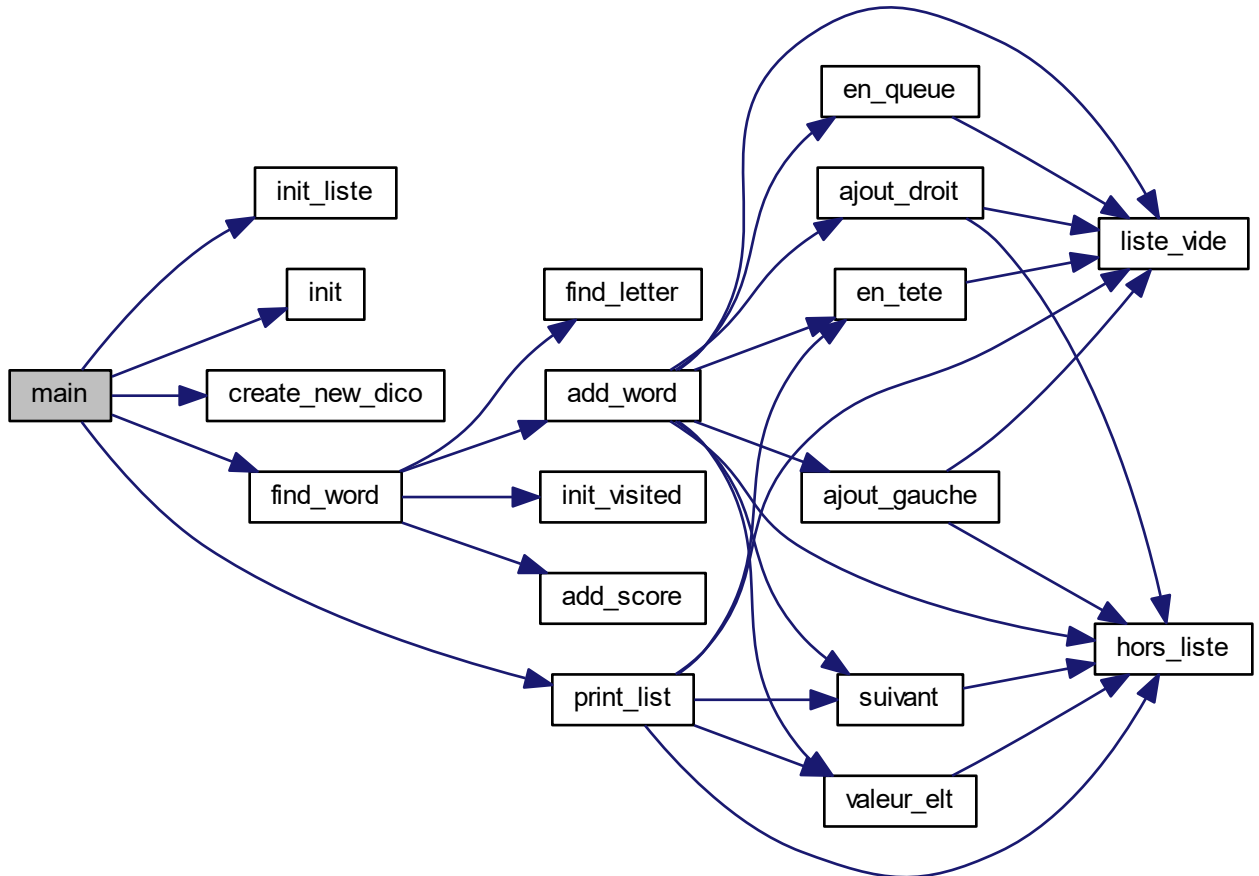 en_queue
init_liste
ajout_droit
liste_vide
init
find_letter
en_tete
main
create_new_dico
add_word
find_word
init_visited
ajout_gauche
add_score
hors_liste
print_list
suivant
valeur_elt